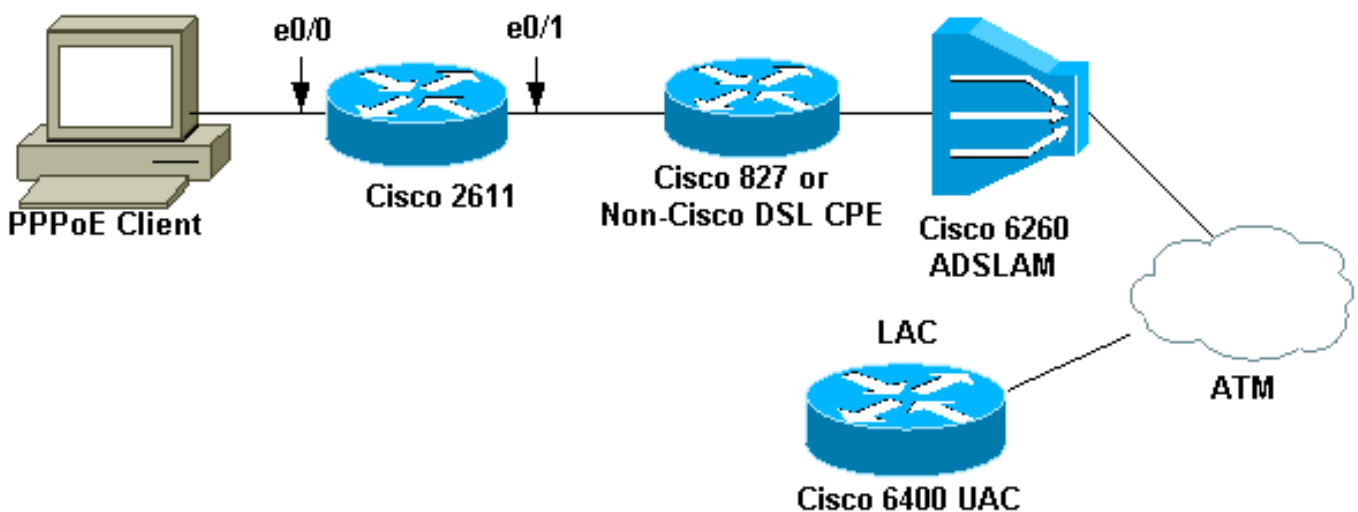 e0/0
e0/1
PPPoE Client
Cisco 2611
Cisco 827 or
Non-Cisco DSL CPE
Cisco 6260
ADSLAM
LAC
ATM
Cisco 6400 UAC